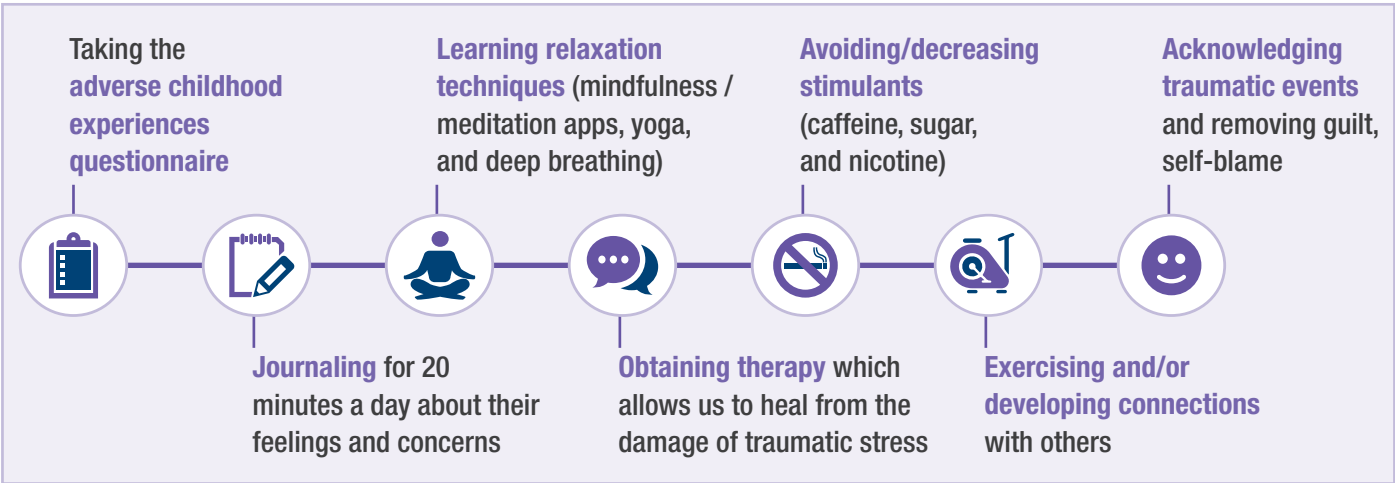 Taking the
adverse childhood
experiences
questionnaire
Journaling for 20
minutes a day about their
feelings and concerns
Learning relaxation
techniques (mindfulness /
meditation apps, yoga,
and deep breathing)
Obtaining therapy which
allows us to heal from the
damage of traumatic stress
Avoiding/decreasing
stimulants
(caffeine, sugar,
and nicotine)
Exercising and/or
developing connections
with others
Acknowledging
traumatic events
and removing guilt,
self-blame